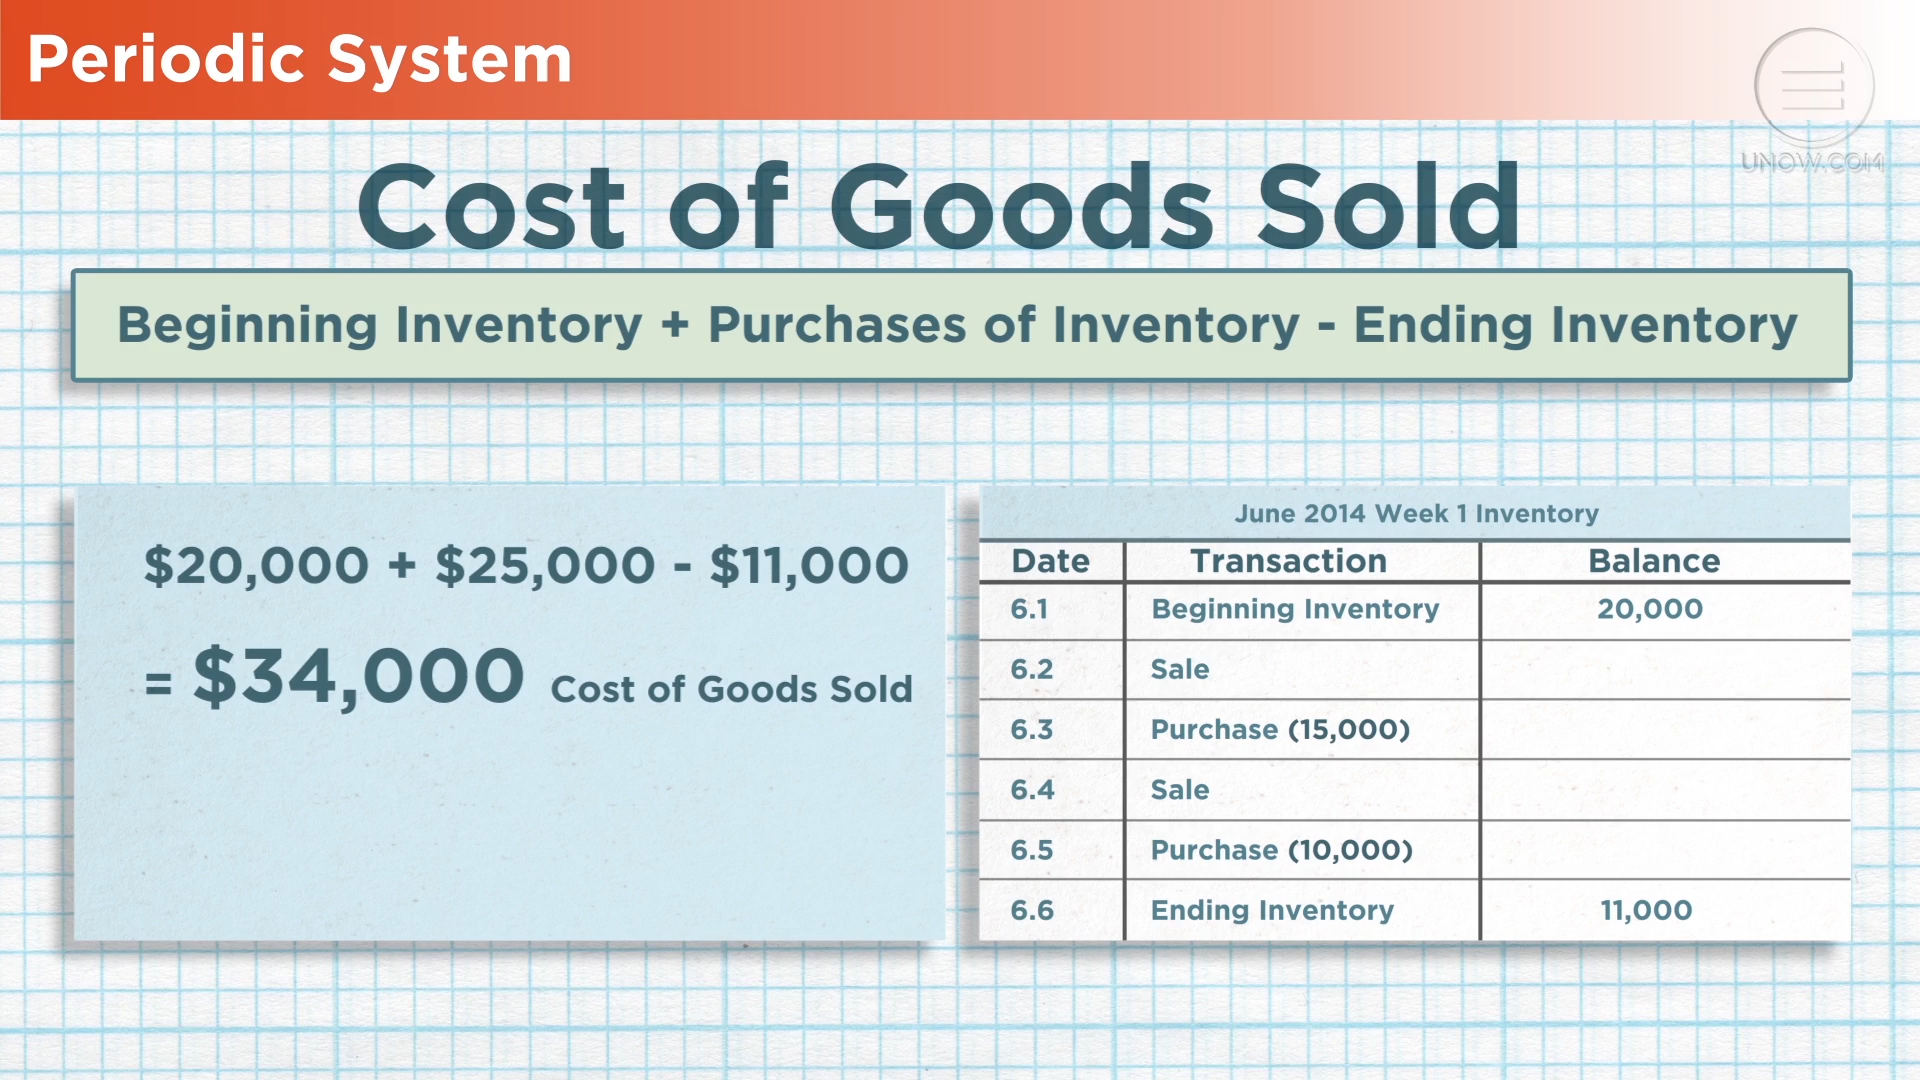 Periodic System
UNOW.COM
Cost of Goods Sold
Beginning Inventory + Purchases of Inventory - Ending Inventory
$20,000 + $25,000 - $11,000
= $34,000 Cost of Goods Sold
June 2014 Week 1 Inventory
Date Transaction Balance
6.1 Beginning Inventory 20,000
6.2 Sale
6.3 Purchase (15,000)
6.4 Sale
6.5 Purchase (10,000)
6.6 Ending Inventory 11,000